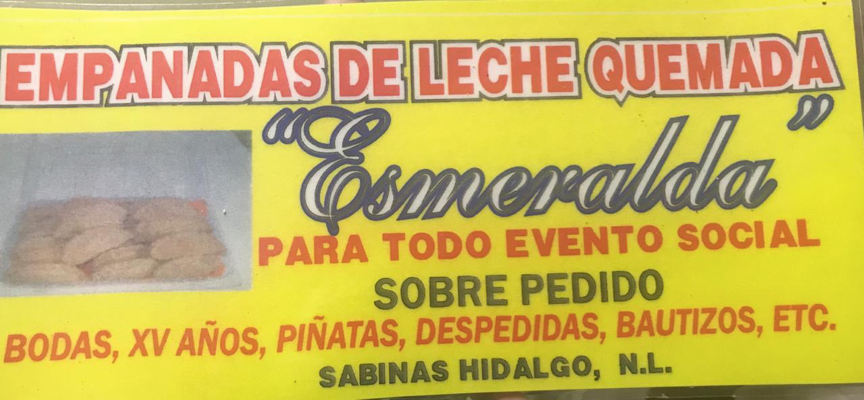 EMPANADAS DE LECHE QUEMADA
"Esmeralda"
PARA TODO EVENTO SOCIAL
SOBRE PEDIDO
BODAS, XV AÑOS, PIÑATAS, DESPEDIDAS, BAUTIZOS, ETC.
SABINAS HIDALGO, N.L.